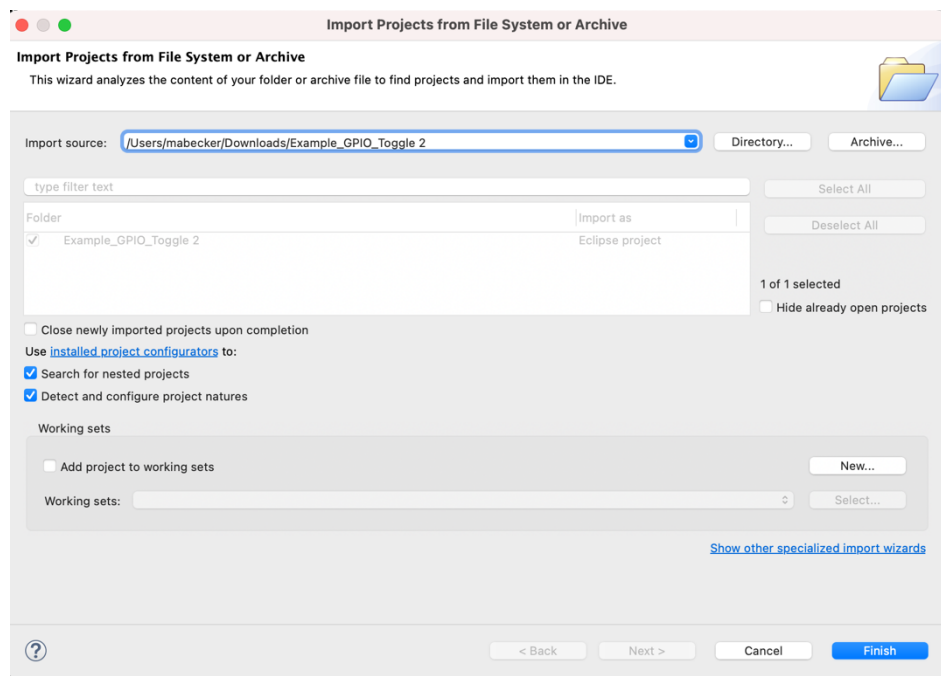 Import Projects from File System or Archive
Import Projects from File System or Archive
This wizard analyzes the content of your folder or archive file to find projects and import them in the IDE.
Import source: /Users/mabecker/Downloads/Example_GPIO_Toggle 2 Directory... Archive...
type filter text Select All
Folder Import as Deselect All
Example_GPIO_Toggle 2 Eclipse project
1 of 1 selected
Hide already open projects
Close newly imported projects upon completion
Use installed project configurators to:
Search for nested projects
Detect and configure project natures
Working sets
Add project to working sets New...
Working sets: Select...
Show other specialized import wizards
? < Back Next > Cancel Finish